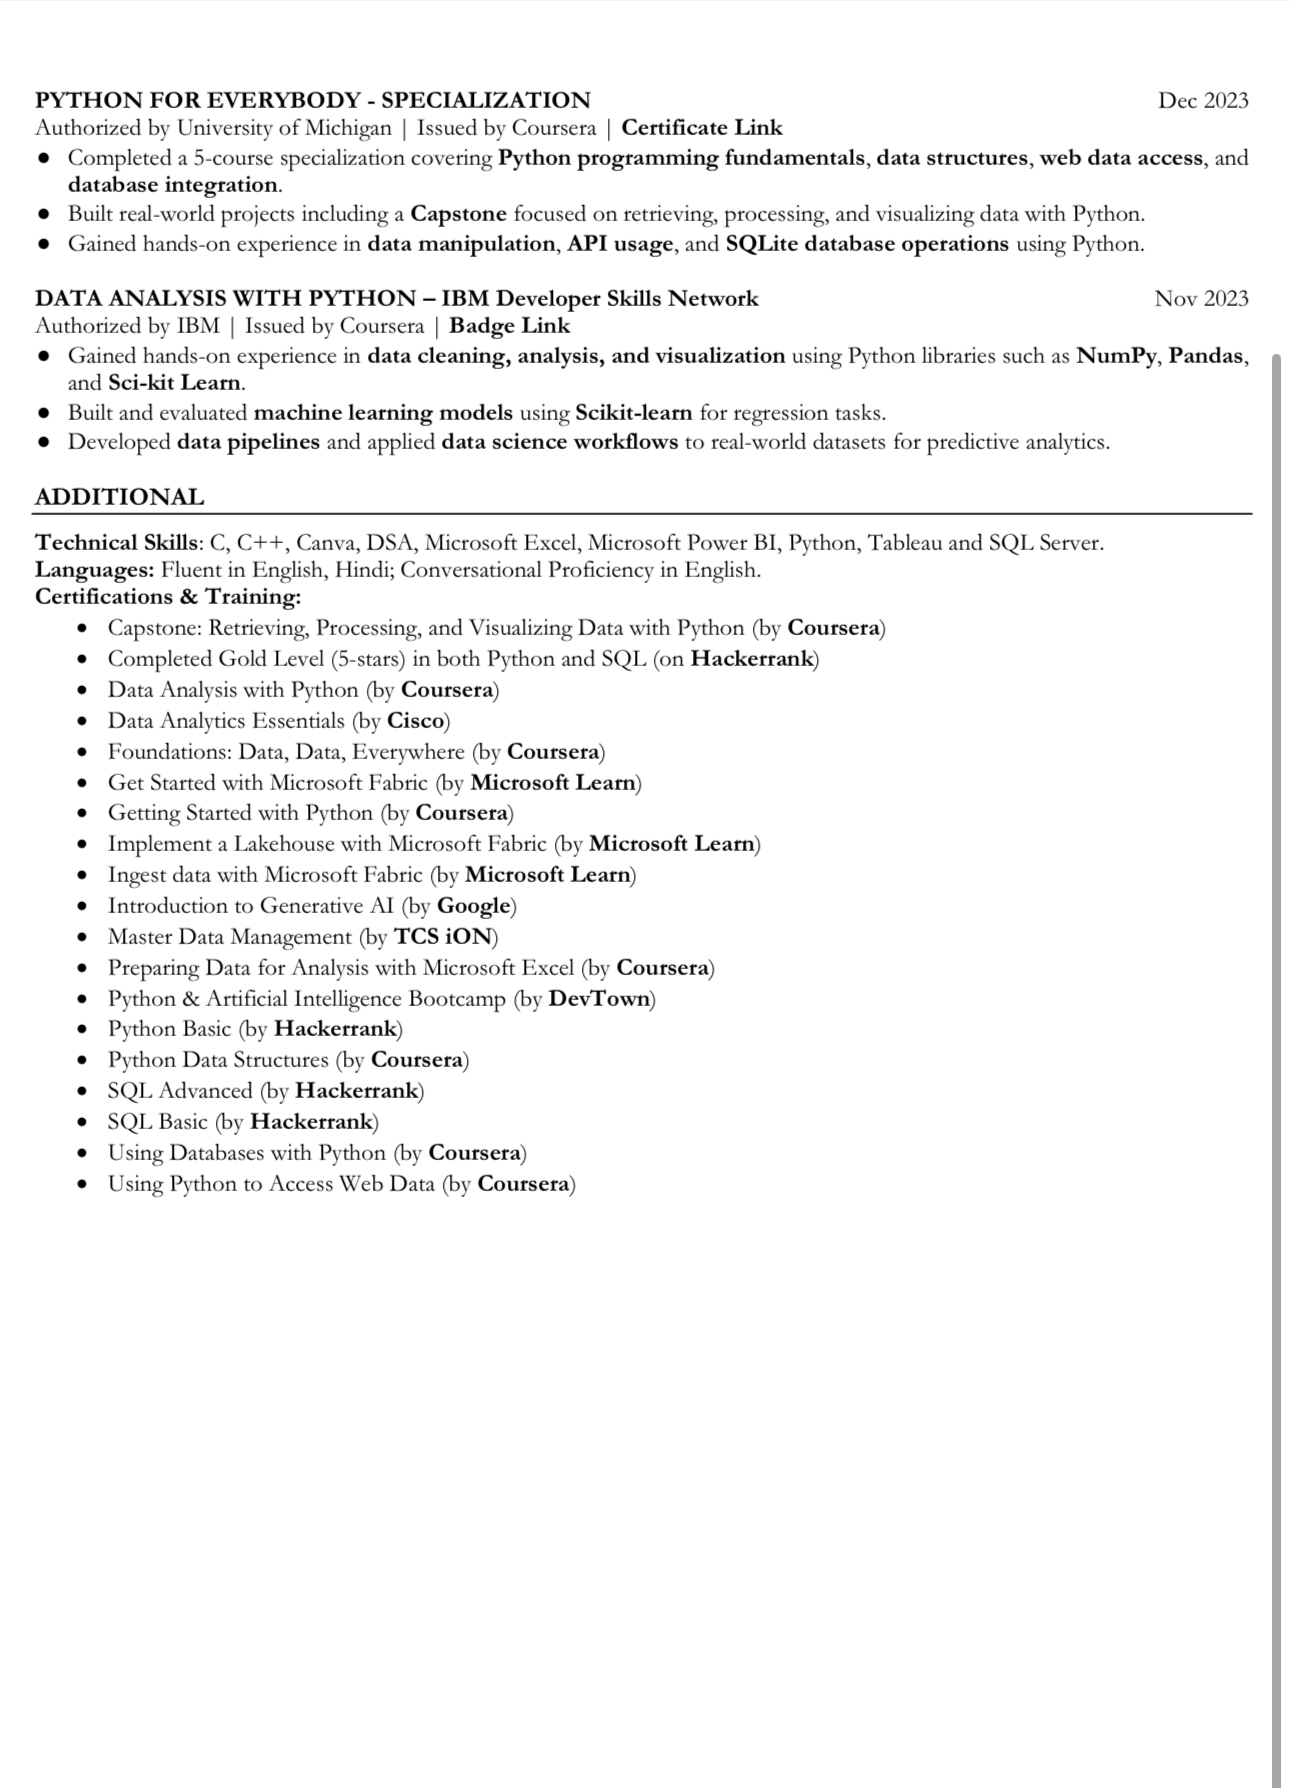 PYTHON FOR EVERYBODY - SPECIALIZATION Dec 2023
Authorized by University of Michigan | Issued by Coursera | Certificate Link
● Completed a 5-course specialization covering Python programming fundamentals, data structures, web data access, and
database integration.
● Built real-world projects including a Capstone focused on retrieving, processing, and visualizing data with Python.
● Gained hands-on experience in data manipulation, API usage, and SQLite database operations using Python.
DATA ANALYSIS WITH PYTHON – IBM Developer Skills Network Nov 2023
Authorized by IBM | Issued by Coursera | Badge Link
● Gained hands-on experience in data cleaning, analysis, and visualization using Python libraries such as NumPy, Pandas,
and Sci-kit Learn.
● Built and evaluated machine learning models using Scikit-learn for regression tasks.
● Developed data pipelines and applied data science workflows to real-world datasets for predictive analytics.
ADDITIONAL
Technical Skills: C, C++, Canva, DSA, Microsoft Excel, Microsoft Power BI, Python, Tableau and SQL Server.
Languages: Fluent in English, Hindi; Conversational Proficiency in English.
Certifications & Training:
• Capstone: Retrieving, Processing, and Visualizing Data with Python (by Coursera)
• Completed Gold Level (5-stars) in both Python and SQL (on Hackerrank)
• Data Analysis with Python (by Coursera)
• Data Analytics Essentials (by Cisco)
• Foundations: Data, Data, Everywhere (by Coursera)
• Get Started with Microsoft Fabric (by Microsoft Learn)
• Getting Started with Python (by Coursera)
• Implement a Lakehouse with Microsoft Fabric (by Microsoft Learn)
• Ingest data with Microsoft Fabric (by Microsoft Learn)
• Introduction to Generative AI (by Google)
• Master Data Management (by TCS iON)
• Preparing Data for Analysis with Microsoft Excel (by Coursera)
• Python & Artificial Intelligence Bootcamp (by DevTown)
• Python Basic (by Hackerrank)
• Python Data Structures (by Coursera)
• SQL Advanced (by Hackerrank)
• SQL Basic (by Hackerrank)
• Using Databases with Python (by Coursera)
• Using Python to Access Web Data (by Coursera)